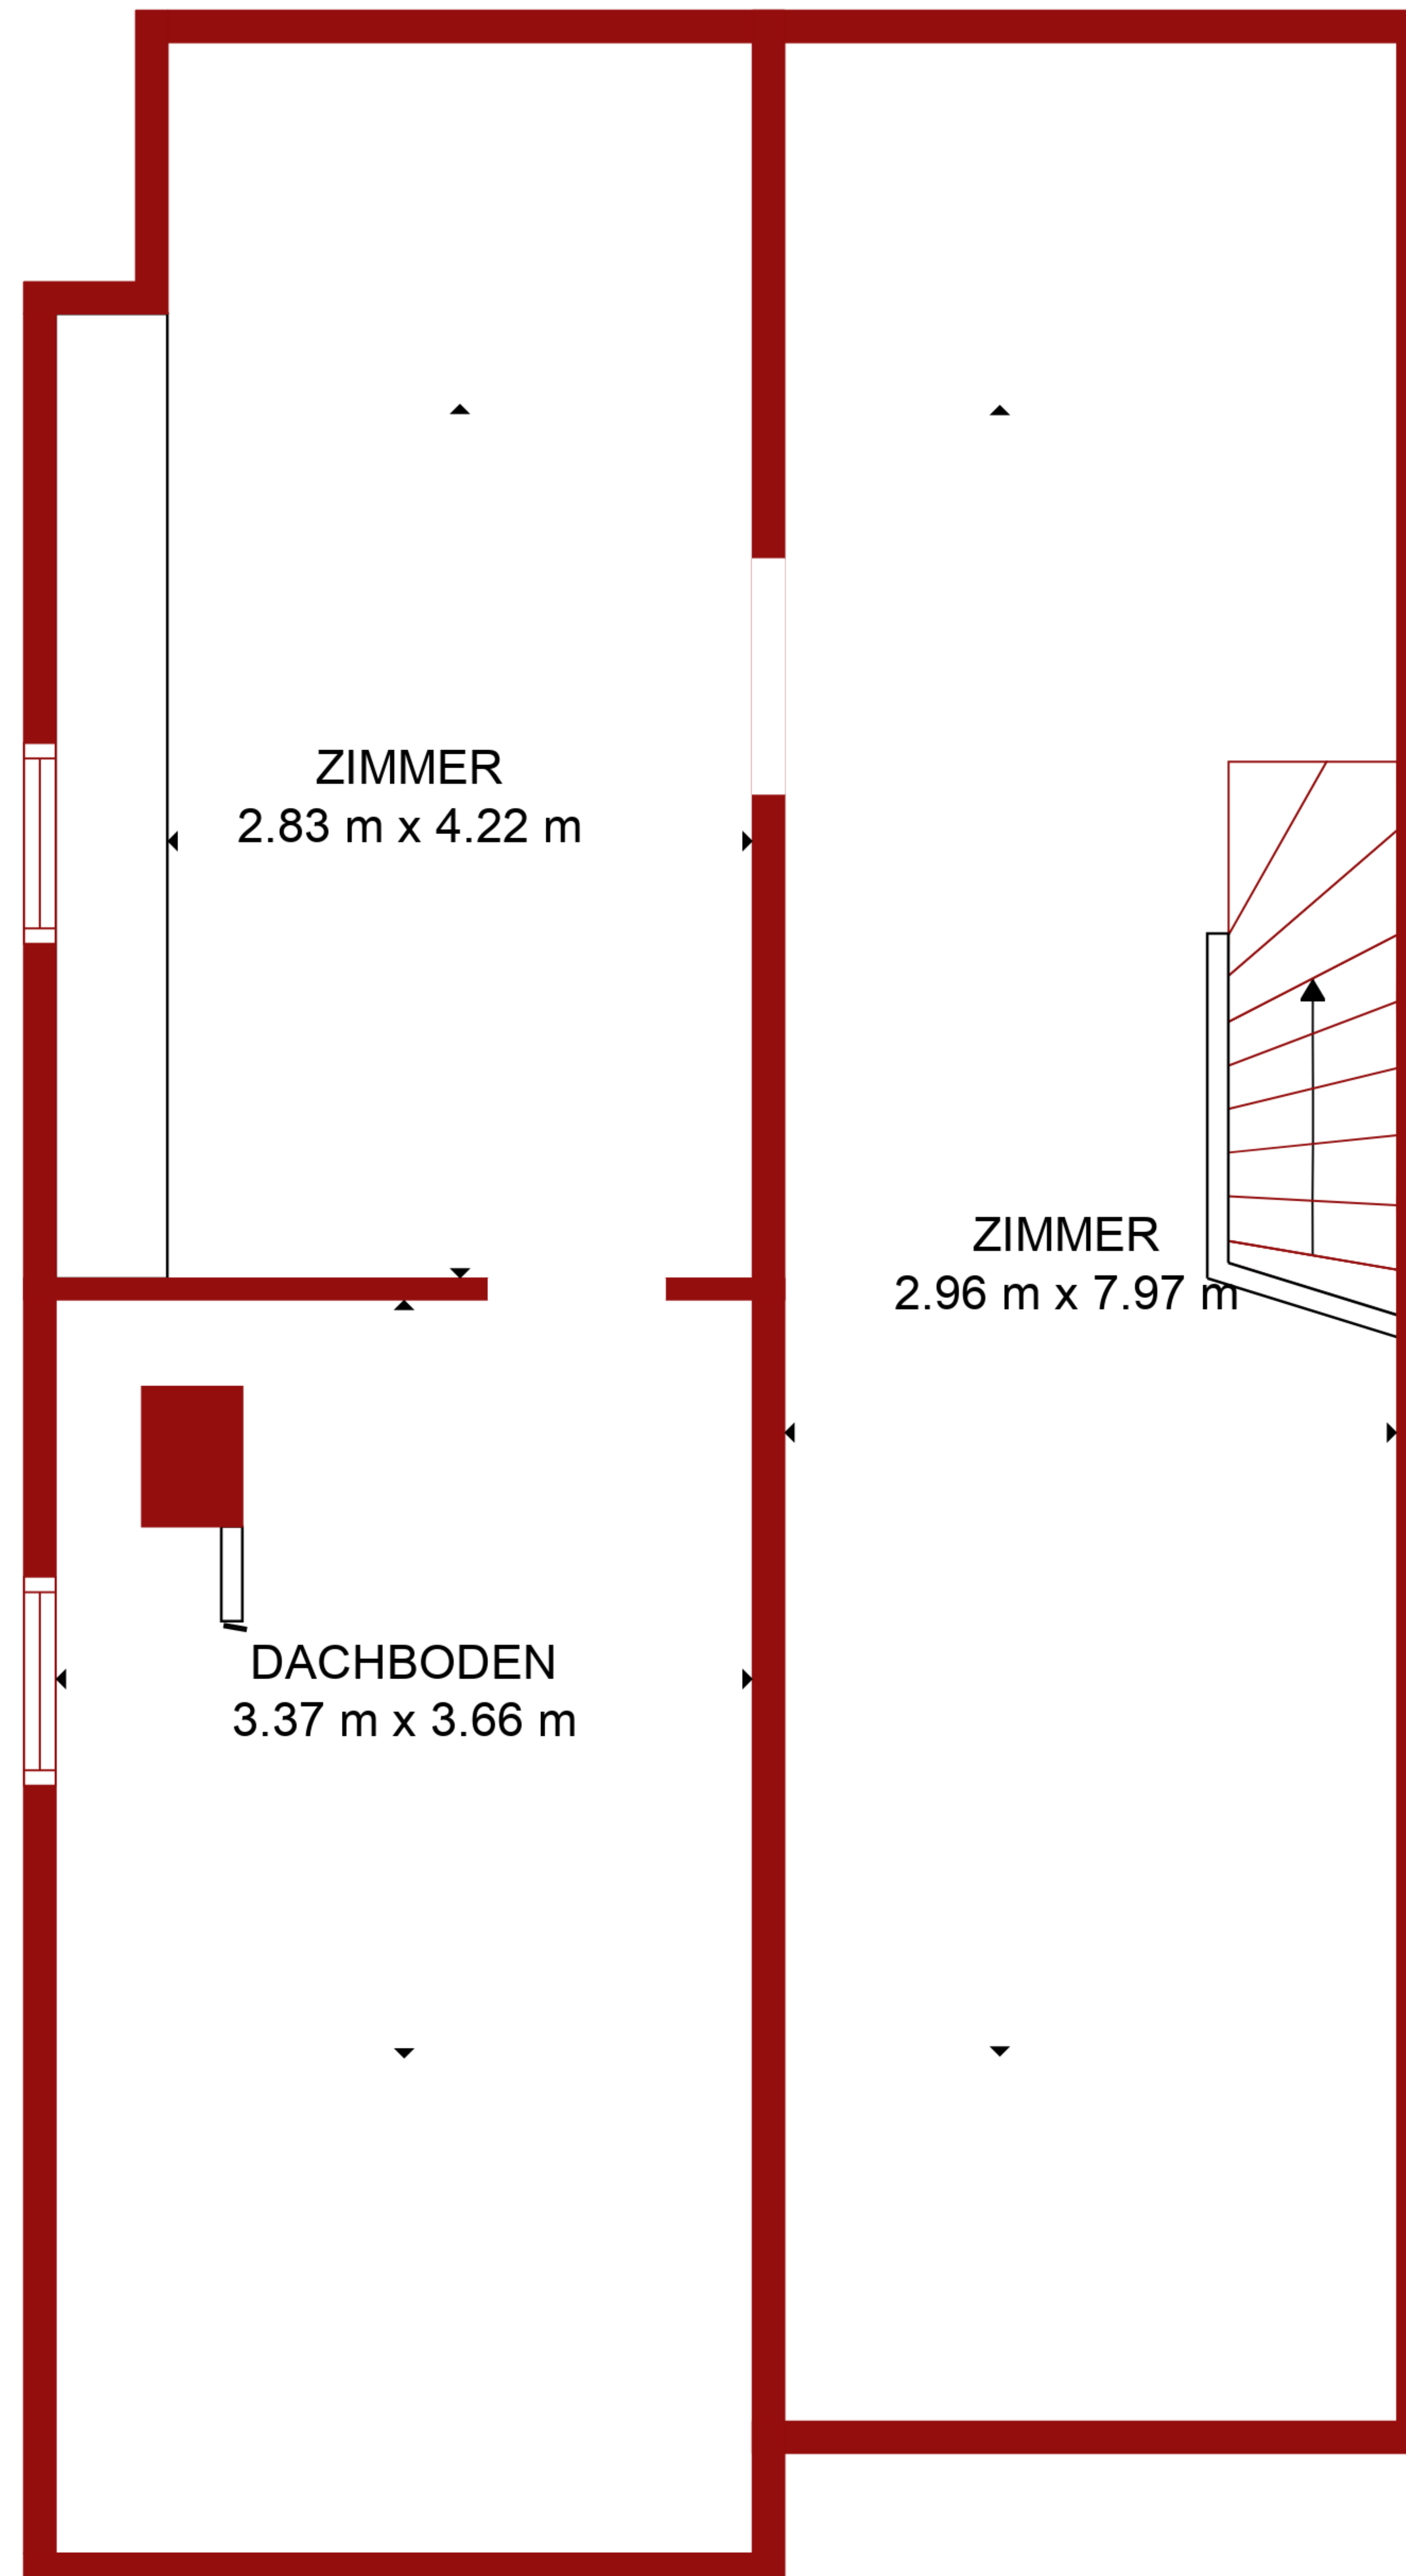 ZIMMER
2.83 m x 4.22 m
ZIMMER
2.96 m x 7.97 m
DACHBODEN
3.37 m x 3.66 m